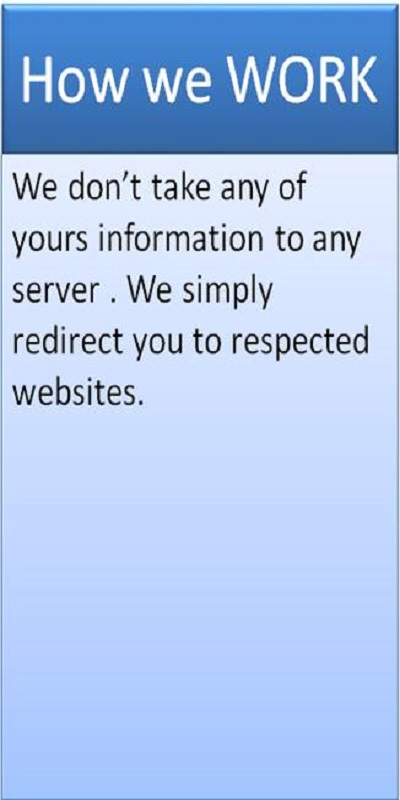 How we WORK
We don’t take any of
yours information to any
server . We simply
redirect you to respected
websites.